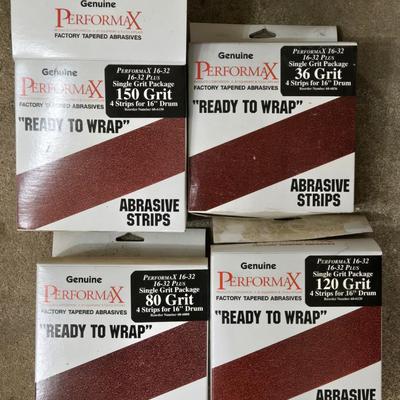 Genuine
PERFORMAX
FACTORY TAPERED ABRASIVES
Genuine
PERFORMAX
FACTORY TAPERED ABRASIVES
PERFORMAX 16-32
16-32 PLUS
Single Grit Package
150 Grit
4 Strips for 16" Drum
"READY TO WRAP"
ABRASIVE
STRIPS
Genuine
PERFORMAX
FACTORY TAPERED ABRASIVES
PERFORMAX 16-32
16-32 PLUS
Single Grit Package
36 Grit
4 Strips for 16" Drum
"READY TO WRAP"
ABRASIVE
STRIPS
Genuine
PERFORMAX
FACTORY TAPERED ABRASIVES
PERFORMAX 16-32
16-32 PLUS
Single Grit Package
80 Grit
4 Strips for 16" Drum
"READY TO WRAP"
Genuine
PERFORMAX
FACTORY TAPERED ABRASIVES
PERFORMAX 16-32
16-32 PLUS
Single Grit Package
120 Grit
4 Strips for 16" Drum
"READY TO WRAP"
ABRASIVE